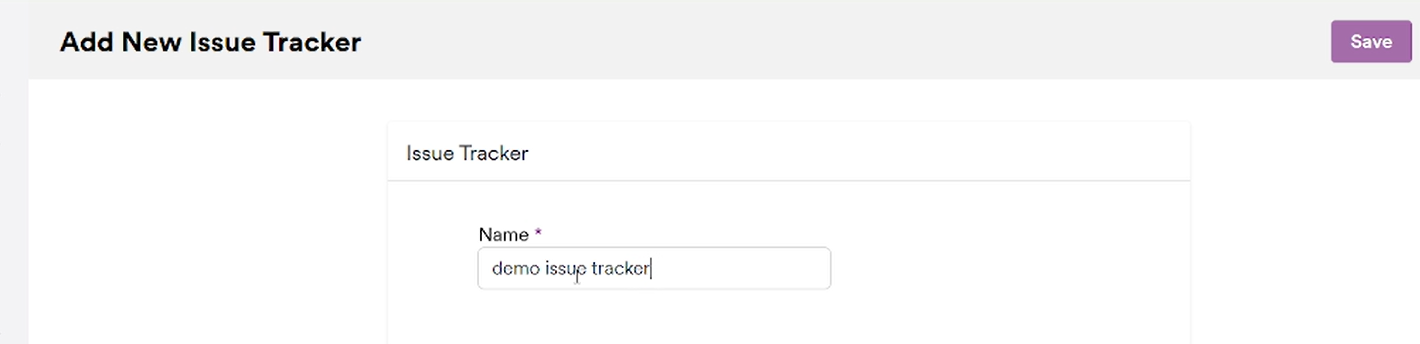 Add New Issue Tracker
Save
Issue Tracker
Name *
demo issue tracker